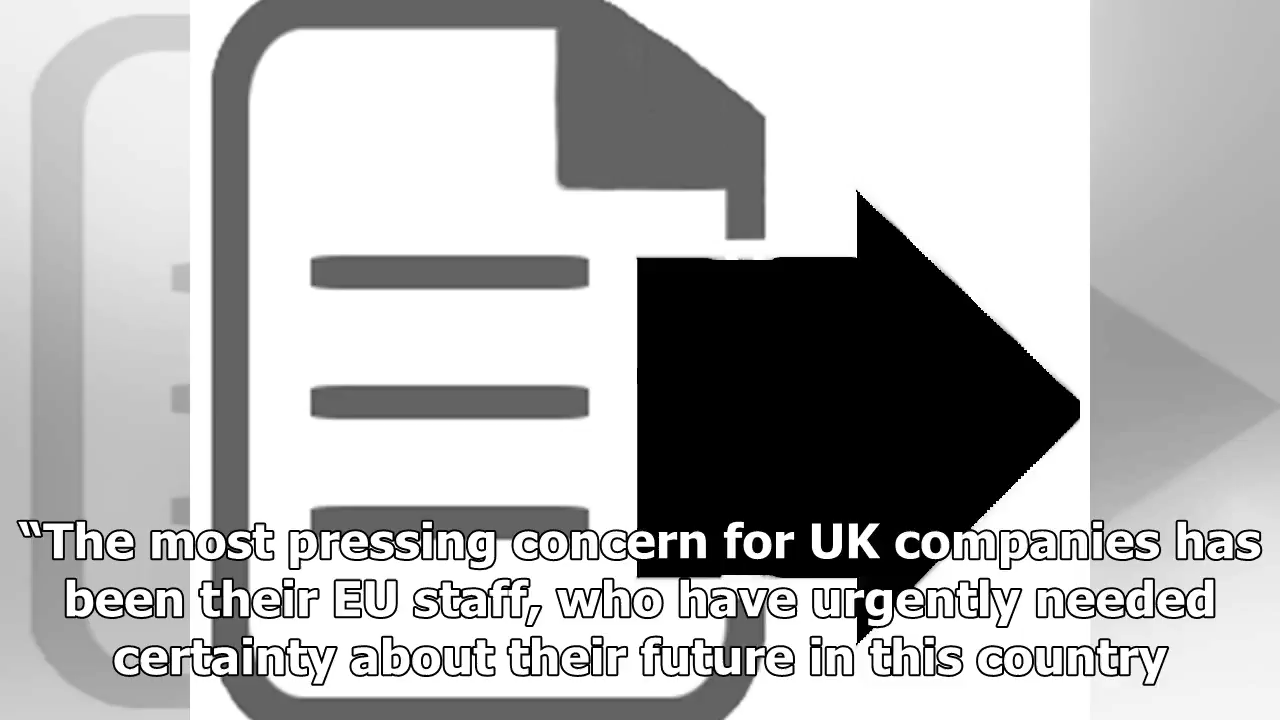 “The most pressing concern for UK companies has
been their EU staff, who have urgently needed
certainty about their future in this country